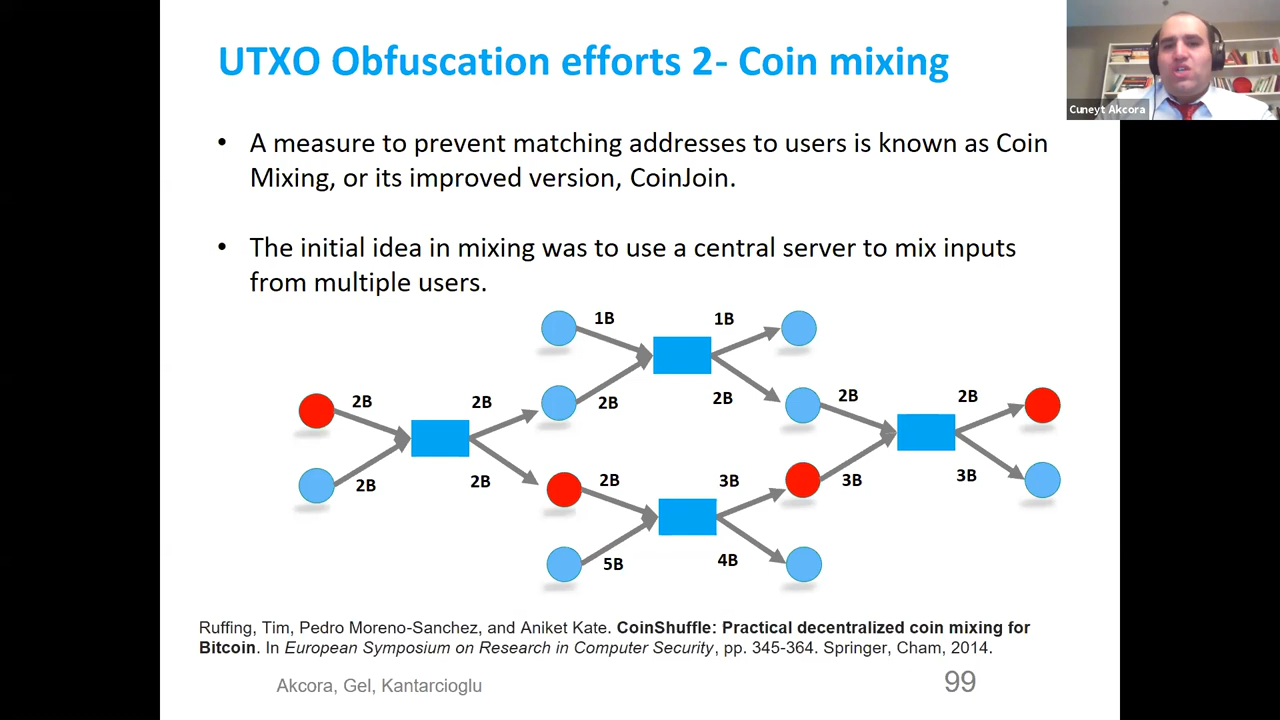 UTXO Obfuscation efforts 2- Coin mixing
Cuneyt Akcora
• A measure to prevent matching addresses to users is known as Coin
Mixing, or its improved version, CoinJoin.
• The initial idea in mixing was to use a central server to mix inputs
from multiple users.
1B 1B
2B 2B 2B 2B
2B 2B
2B 2B 2B 3B 3B 3B
5B 4B
Ruffing, Tim, Pedro Moreno-Sanchez, and Aniket Kate. CoinShuffle: Practical decentralized coin mixing for
Bitcoin. In European Symposium on Research in Computer Security, pp. 345-364. Springer, Cham, 2014.
Akcora, Gel, Kantarcioglu
99